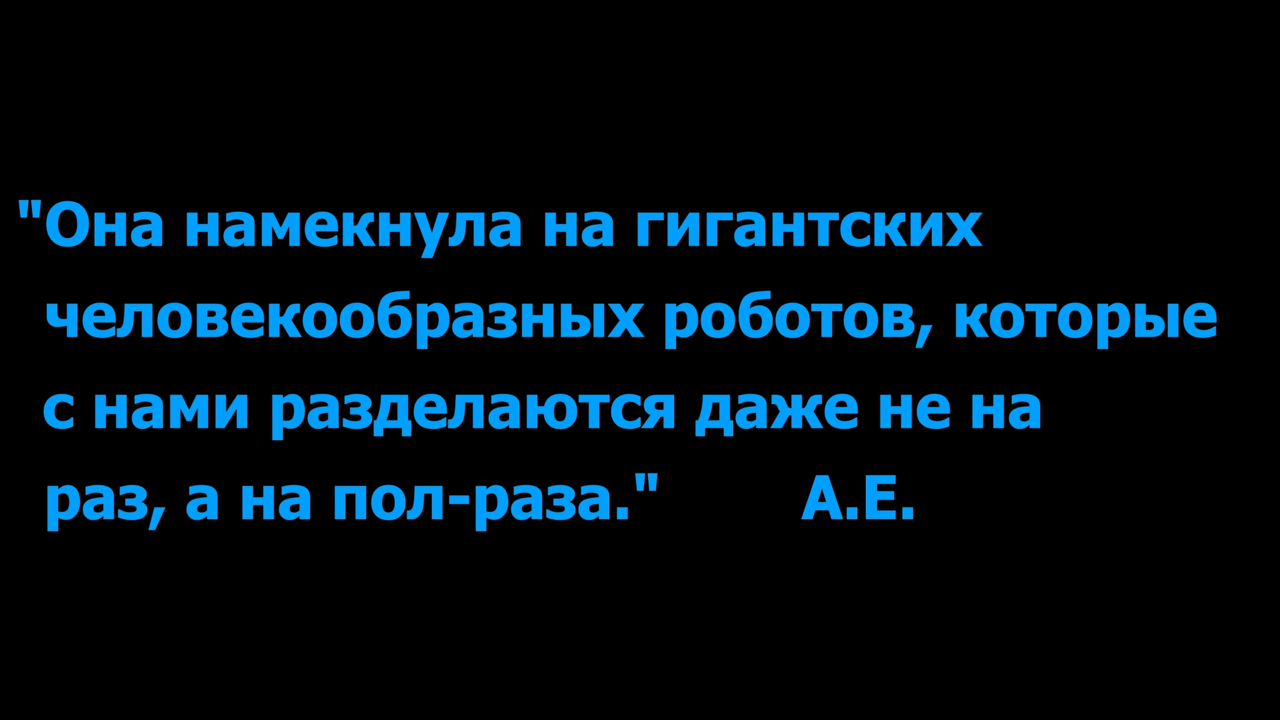 "Она намекнула на гигантских
человекообразных роботов, которые
с нами разделаются даже не на
раз, а на пол-раза." А.Е.